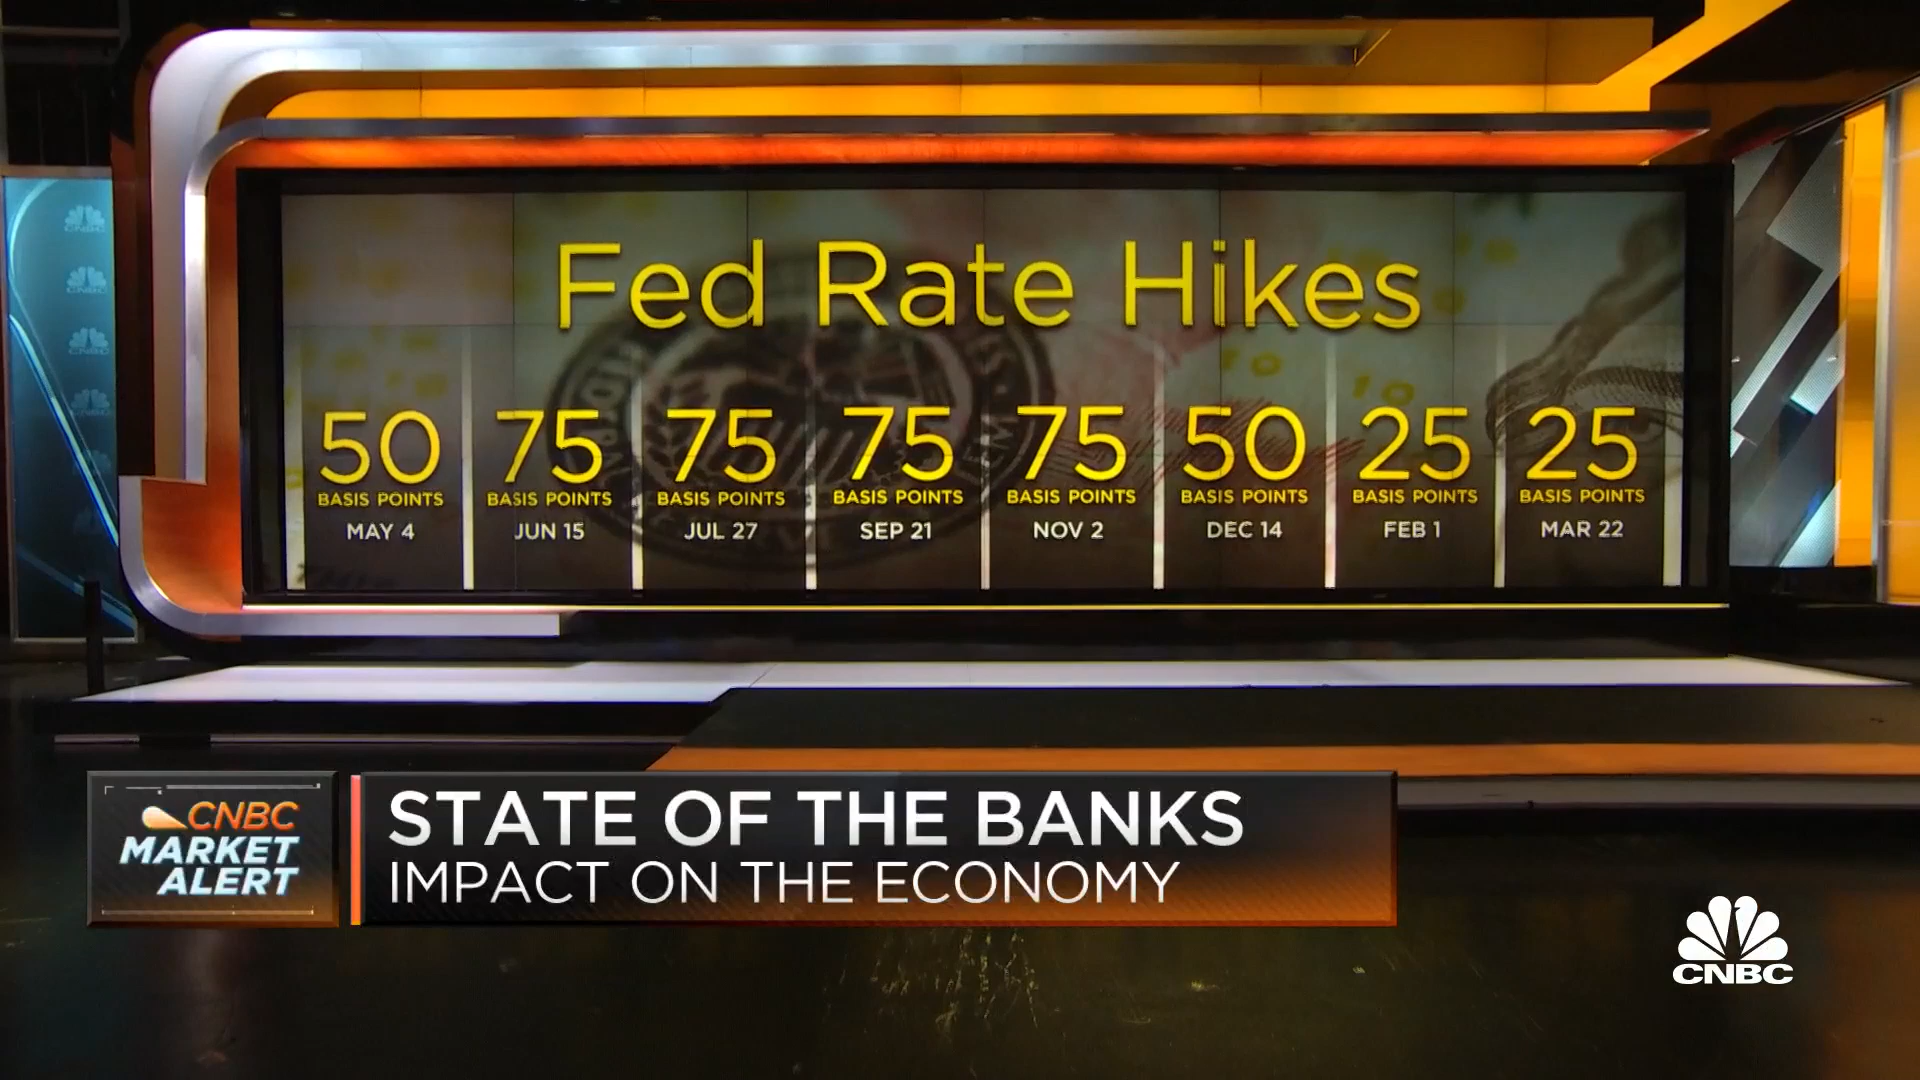 Fed Rate Hikes
50
BASIS POINTS
MAY 4
75
BASIS POINTS
JUN 15
75
BASIS POINTS
JUL 27
75
BASIS POINTS
SEP 21
75
BASIS POINTS
NOV 2
50
BASIS POINTS
DEC 14
25
BASIS POINTS
FEB 1
25
BASIS POINTS
MAR 22
CNBC
MARKET
ALERT
STATE OF THE BANKS
IMPACT ON THE ECONOMY
CNBC